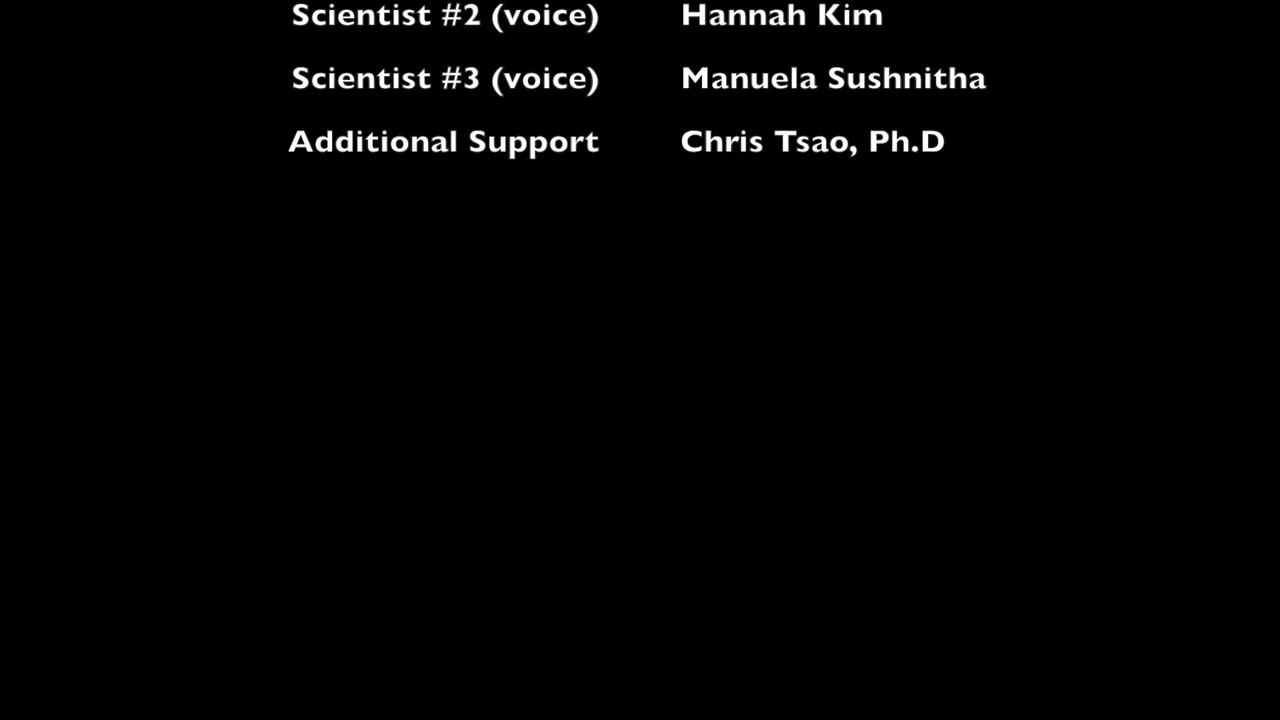 Scientist #2 (voice) Hannah Kim
Scientist #3 (voice) Manuela Sushnitha
Additional Support Chris Tsao, Ph.D